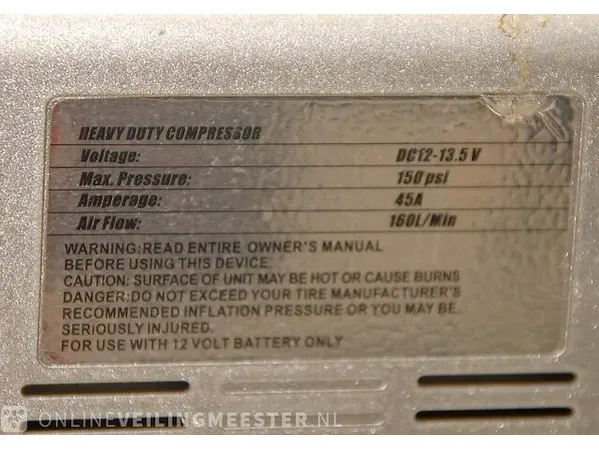 HEAVY DUTY COMPRESSOR
Voltage: DC12-13.5 V
Max. Pressure: 150 psi
Amperage: 45A
Air Flow: 160L/Min
WARNING:READ ENTIRE OWNER'S MANUAL
BEFORE USING THIS DEVICE.
CAUTION: SURFACE OF UNIT MAY BE HOT OR CAUSE BURNS
DANGER:DO NOT EXCEED YOUR TIRE MANUFACTURER'S
RECOMMENDED INFLATION PRESSURE OR YOU MAY BE
SERIOUSLY INJURED.
FOR USE WITH 12 VOLT BATTERY ONLY
ONLINEVEILINGMEESTER.NL